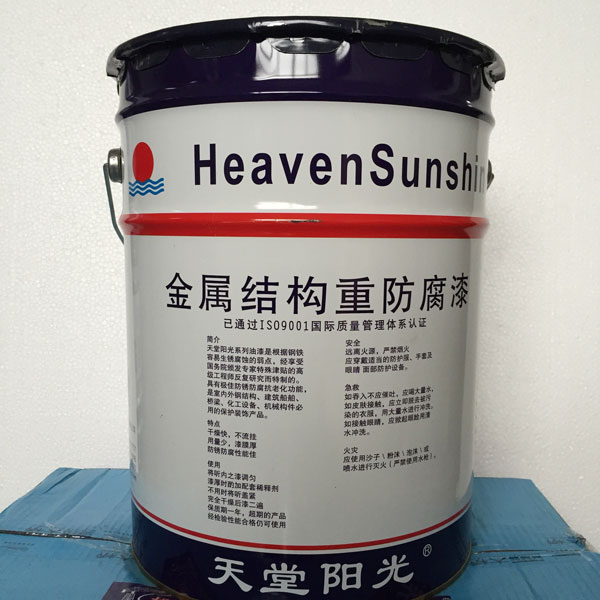 HeavenSunshin
金属结构重防腐漆
已通过ISO9001国际质量管理体系认证
简介
天堂阳光系列油漆是根据钢铁
容易生锈腐蚀的弱点，经享受
国务院颁发专家特殊津贴的高
级工程师反复研究而特制的。
具有极佳防锈防腐抗老化功能，
是室内外钢结构、建筑船舶、
桥梁、化工设备、机械构件必
用的保护装饰产品。
特点
干燥快，不流挂
用量少，漆膜厚
防锈防腐性能佳
使用
将听内之漆调匀
漆厚时酌加配套稀释剂
不用时将听盖紧
完全干燥后漆二遍
保质期一年，超期的产品
经检验性能合格仍可使用
安全
远离火源，严禁烟火
应穿戴适当的防护服、手套及
眼睛 面部防护设备。
急救
如吞入不应催吐，应喝大量水，
如皮肤接触，应立即脱去被污
染的衣服，用大量水进行冲洗。
如接触眼睛，应掀起眼睑用清
水冲洗。
火灾
应使用沙子/粉沫/泡沫/或
喷水进行灭火(严禁使用水枪)。
天堂阳光®